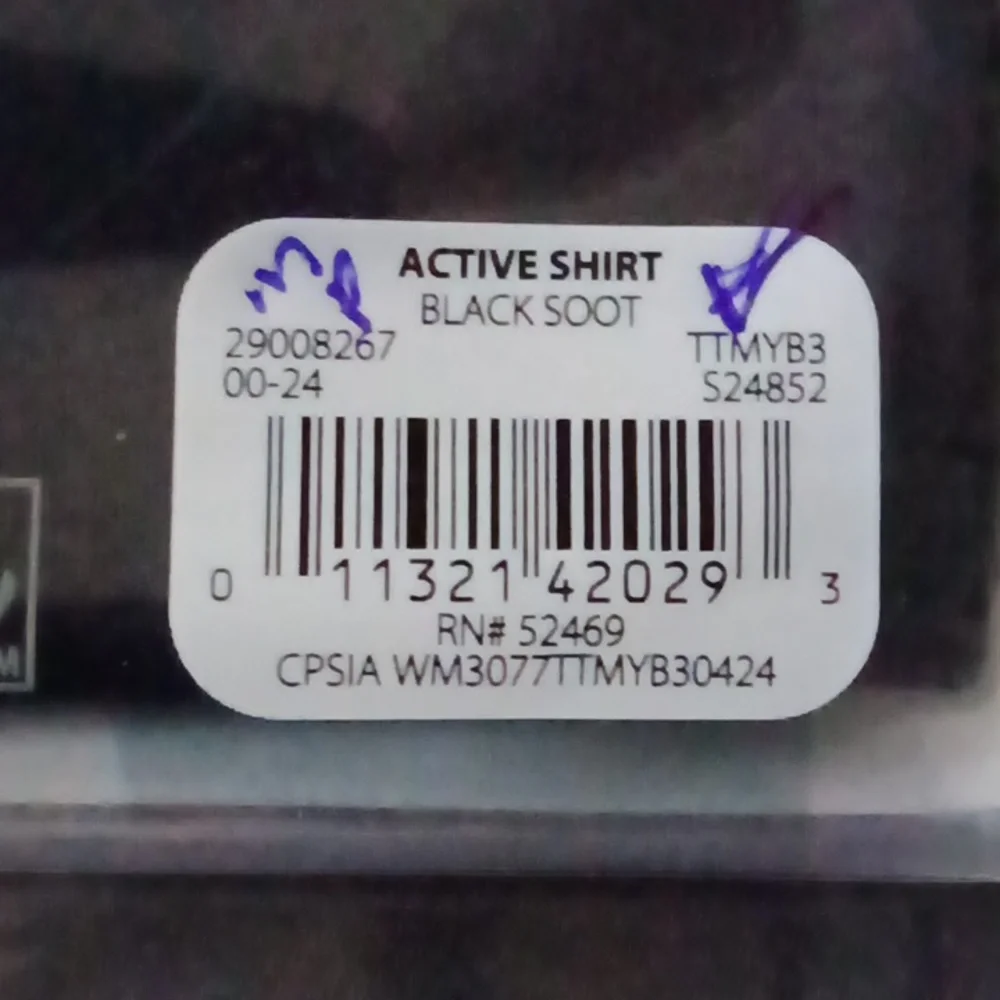 ACTIVE SHIRT
BLACK SOOT
29008267 TTMYB3
00-24 S24852
0 11321 42029 3
RN# 52469
CPSIA WM3077TTMYB30424